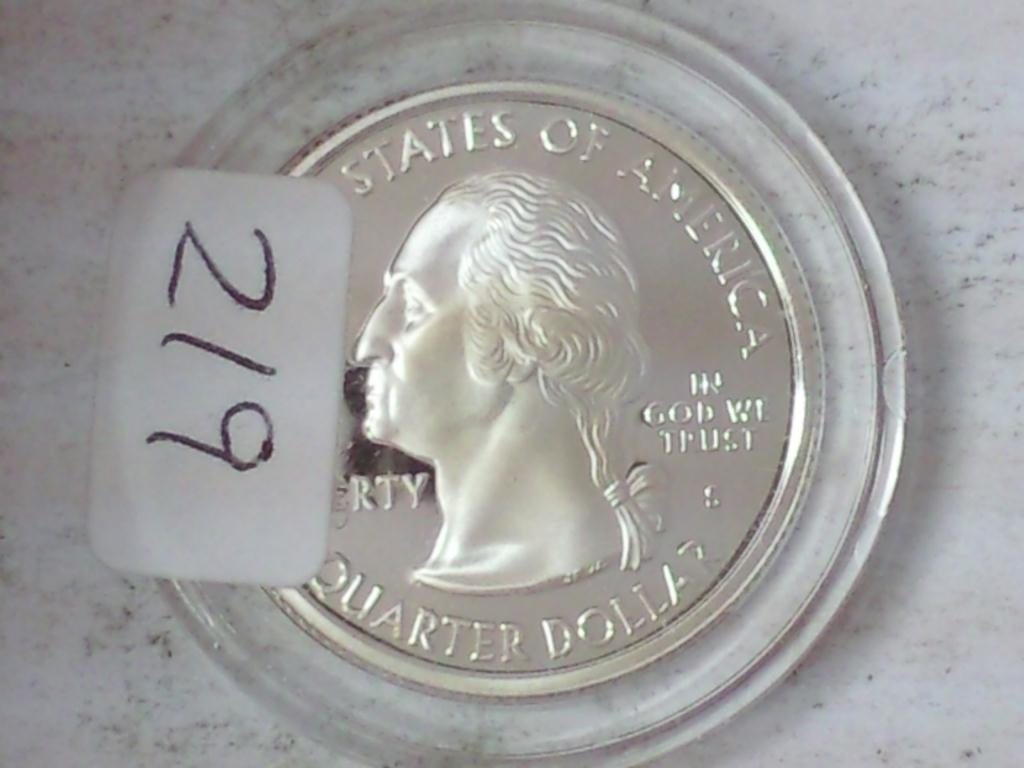 219
STATES OF AMERICA
IN
GOD WE
TRUST
S
ERTY
QUARTER DOLLAR